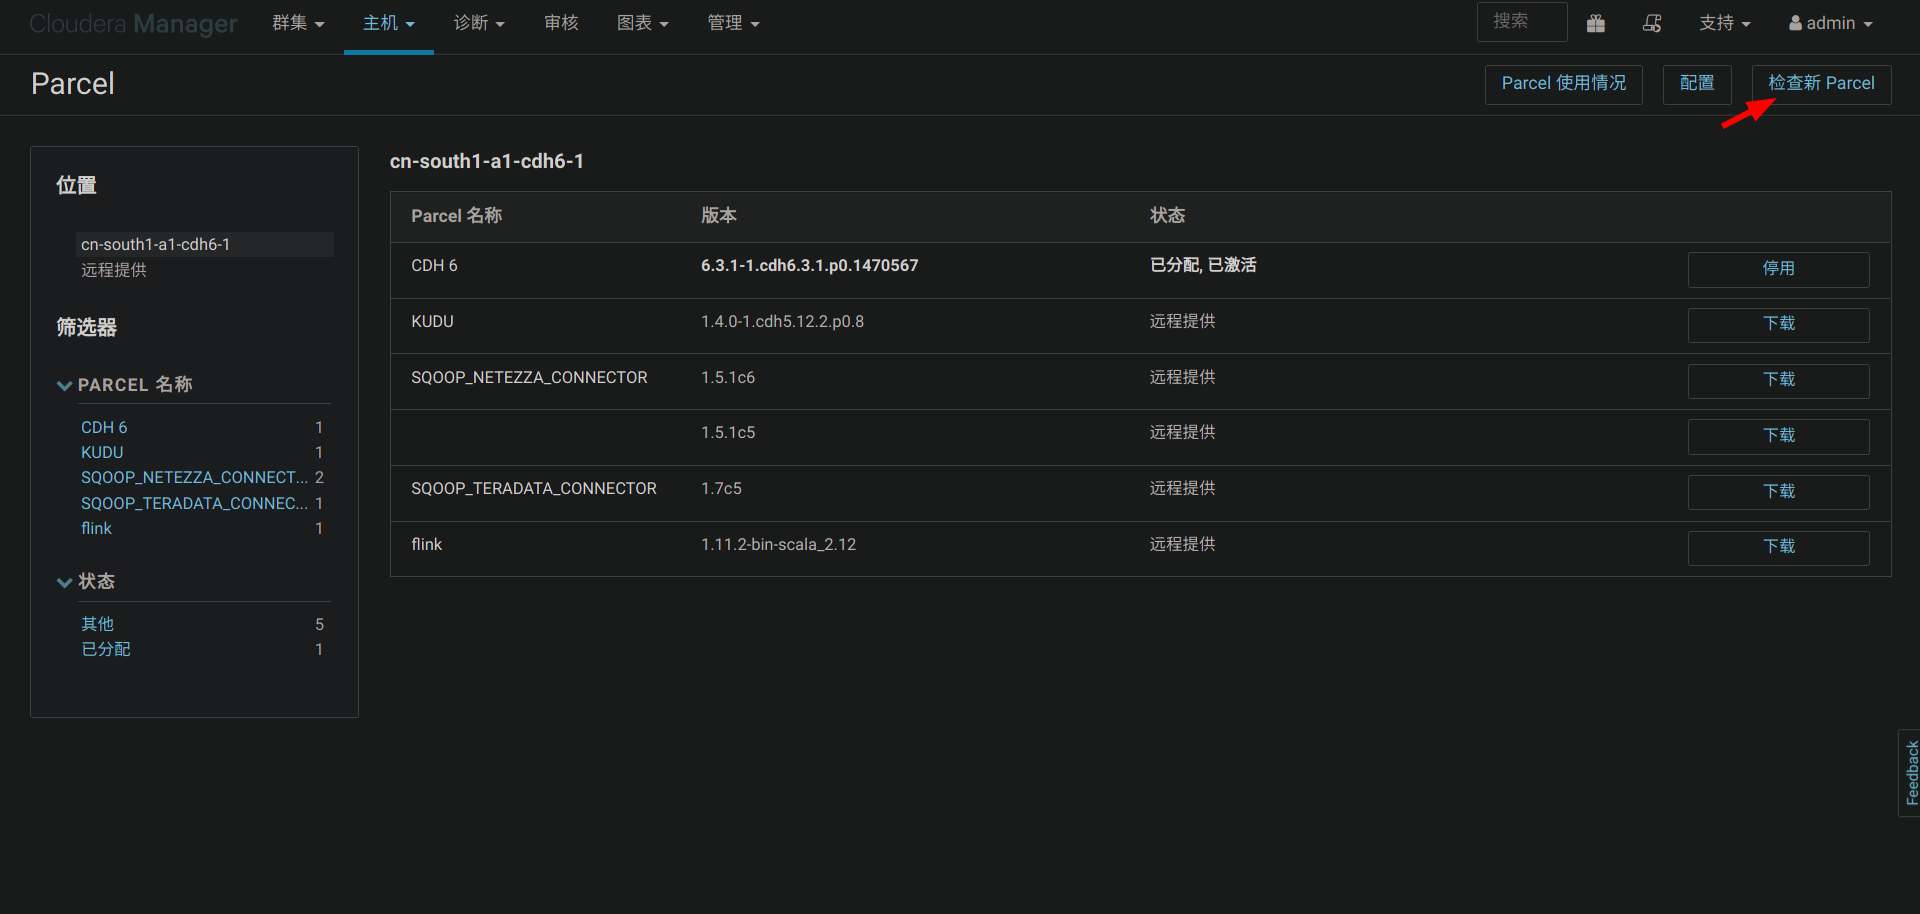 Cloudera Manager 群集 主机 诊断 审核 图表 管理 搜索 支持 admin
Parcel Parcel 使用情况 配置 检查新 Parcel
位置
cn-south1-a1-cdh6-1
远程提供
筛选器
PARCEL 名称
CDH 6 1
KUDU 1
SQOOP_NETEZZA_CONNECT... 2
SQOOP_TERADATA_CONNEC... 1
flink 1
状态
其他 5
已分配 1
cn-south1-a1-cdh6-1
Parcel 名称 版本 状态
CDH 6 6.3.1-1.cdh6.3.1.p0.1470567 已分配, 已激活 停用
KUDU 1.4.0-1.cdh5.12.2.p0.8 远程提供 下载
SQOOP_NETEZZA_CONNECTOR 1.5.1c6 远程提供 下载
1.5.1c5 远程提供 下载
SQOOP_TERADATA_CONNECTOR 1.7c5 远程提供 下载
flink 1.11.2-bin-scala_2.12 远程提供 下载
Feedback